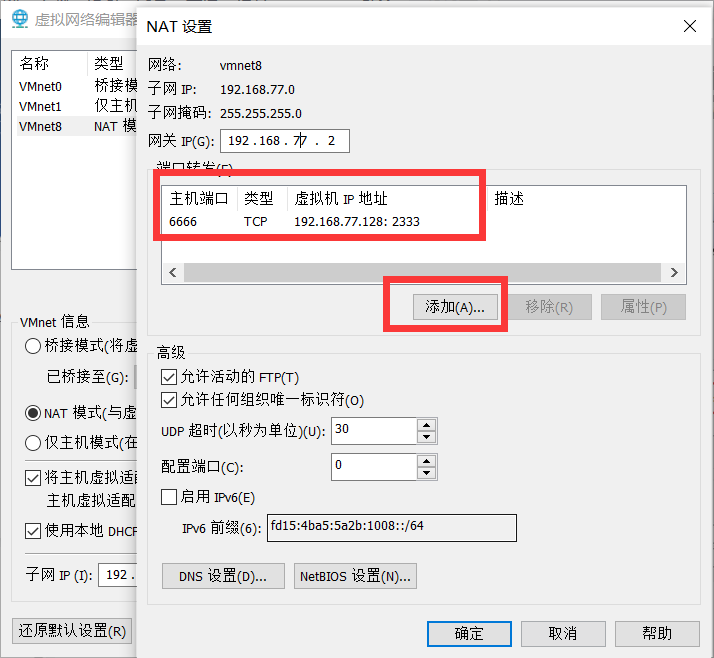 虚拟网络编辑器
名称 类型
VMnet0 桥接模
VMnet1 仅主机
VMnet8 NAT 模
VMnet 信息
桥接模式(将虚
已桥接至(G):
NAT 模式(与虚
仅主机模式(在
将主机虚拟适配
主机虚拟适配
使用本地 DHCP
子网 IP (I): 192 .
还原默认设置(R)
NAT 设置
网络: vmnet8
子网 IP: 192.168.77.0
子网掩码: 255.255.255.0
网关 IP(G): 192 . 168 . 77 . 2
端口转发(F)
主机端口 类型 虚拟机 IP 地址 描述
6666 TCP 192.168.77.128: 2333
添加(A)... 移除(R) 属性(P)
高级
允许活动的 FTP(T)
允许任何组织唯一标识符(O)
UDP 超时(以秒为单位)(U): 30
配置端口(C): 0
启用 IPv6(E)
IPv6 前缀(6): fd15:4ba5:5a2b:1008::/64
DNS 设置(D)... NetBIOS 设置(N)...
确定 取消 帮助